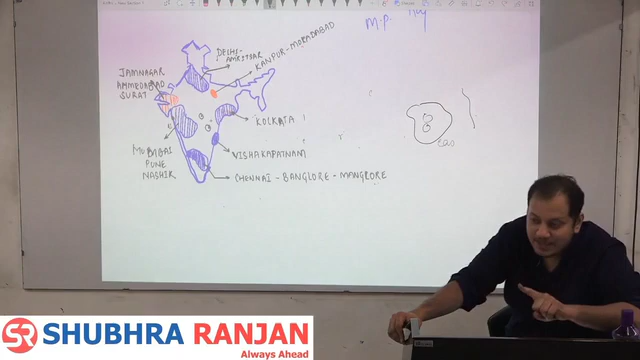 M.P.
DELHI-
AMRITSAR
KANPUR-MORADABAD
JAMNAGAR
AHMEDABAD
SURAT
KOLKATA
MUMBAI
PUNE
NASHIK
VISHAKAPATNAM
CHENNAI - BANGLORE - MANGLORE
SR
SHUBHRA RANJAN
Always Ahead